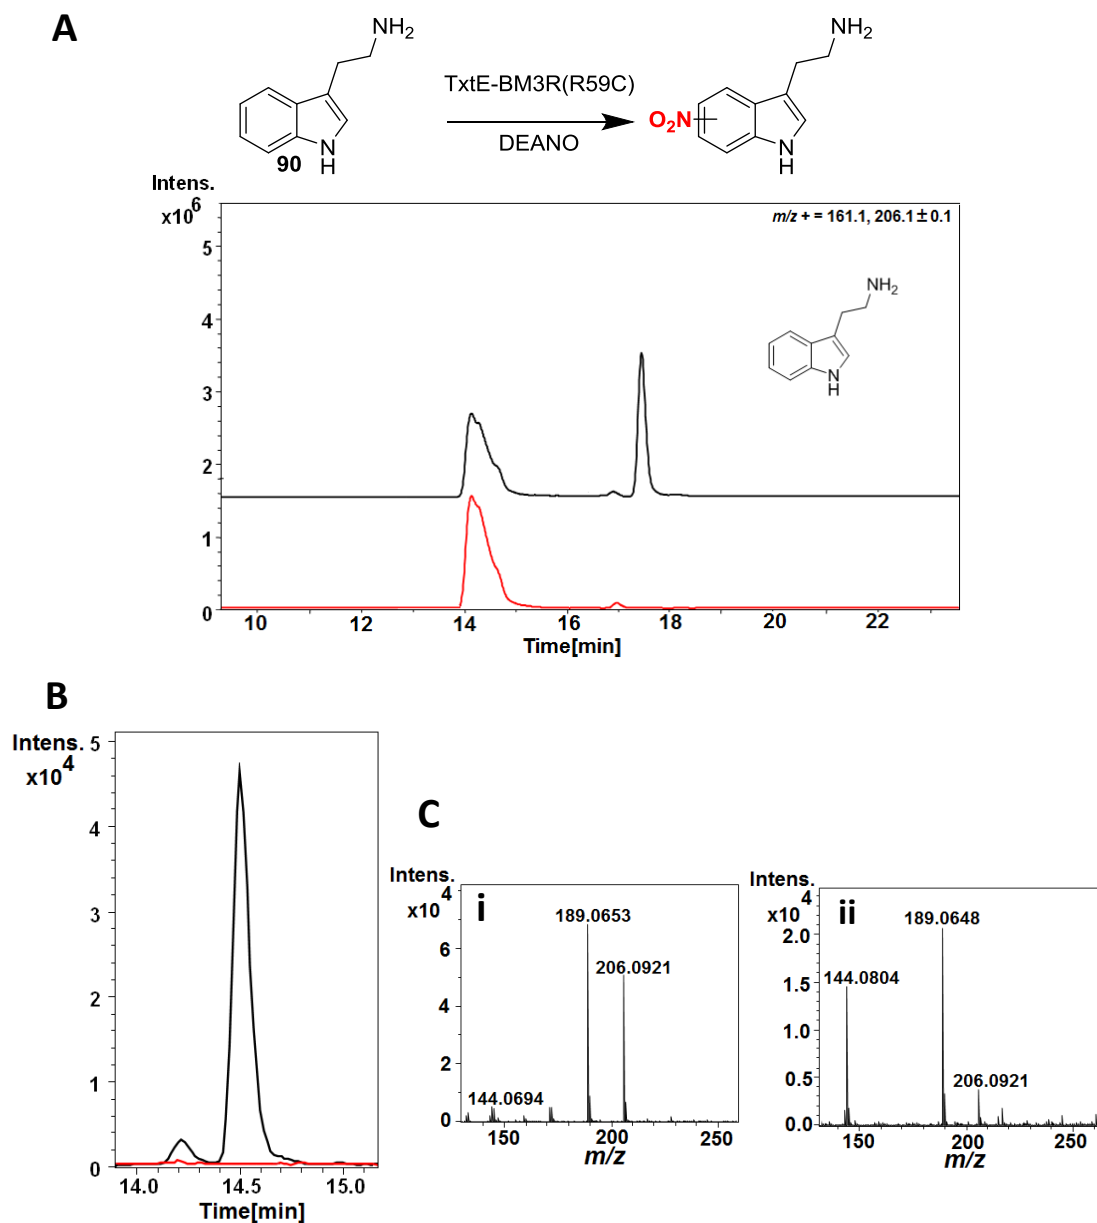 A
NH2
NH2
TxtE-BM3R(R59C)
O2N
DEANO
N
H
90
N
H
Intens.
x10^6
m/z + = 161.1, 206.1 ± 0.1
5
NH2
4
N
H
3
2
1
0
10 12 14 16 18 20 22
Time[min]
B
Intens.
x10^4
5
4
3
2
1
0
14.0 14.5 15.0
Time[min]
C
Intens.
4
x10
i
189.0653
206.0921
6
4
2
144.0694
0
150 200 250
m/z
Intens.
4
x10
ii
189.0648
2.0
144.0804
1.5
1.0
206.0921
0.5
0.0
150 200 250
m/z